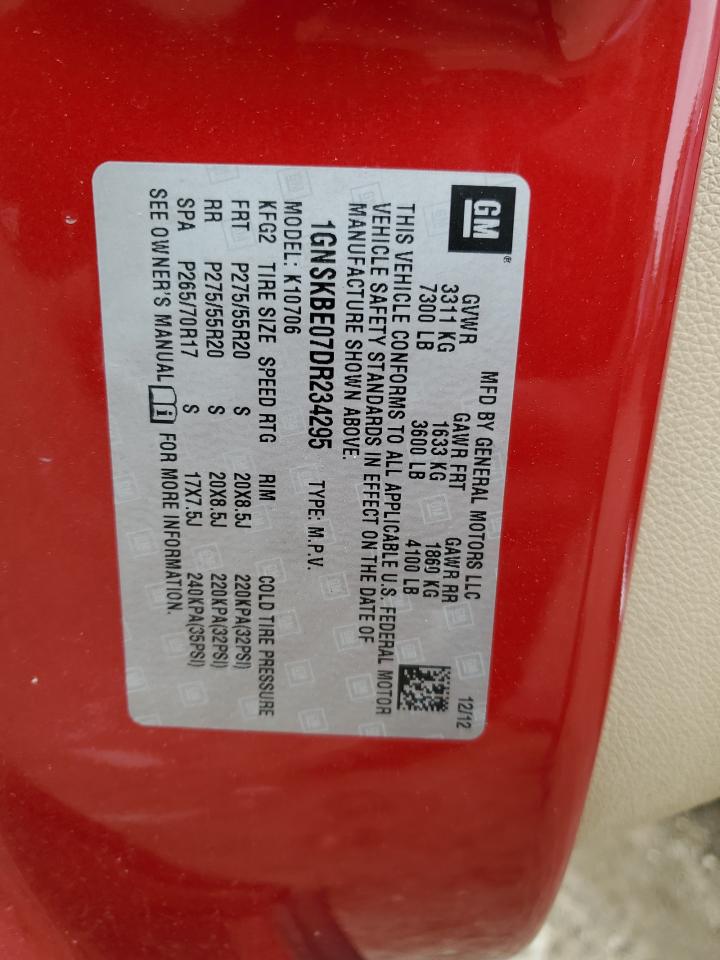 GM®
MFD BY GENERAL MOTORS LLC 12/12
GVWR GAWR FRT GAWR RR
3311 KG 1633 KG 1860 KG
7300 LB 3600 LB 4100 LB
THIS VEHICLE CONFORMS TO ALL APPLICABLE U.S. FEDERAL MOTOR
VEHICLE SAFETY STANDARDS IN EFFECT ON THE DATE OF
MANUFACTURE SHOWN ABOVE.
1GNSKBE07DR234295 TYPE: M.P.V.
MODEL: K10706
KFG2 TIRE SIZE SPEED RTG RIM COLD TIRE PRESSURE
FRT P275/55R20 S 20X8.5J 220KPA(32PSI)
RR P275/55R20 S 20X8.5J 220KPA(32PSI)
SPA P265/70R17 S 17X7.5J 240KPA(35PSI)
SEE OWNER'S MANUAL i FOR MORE INFORMATION.